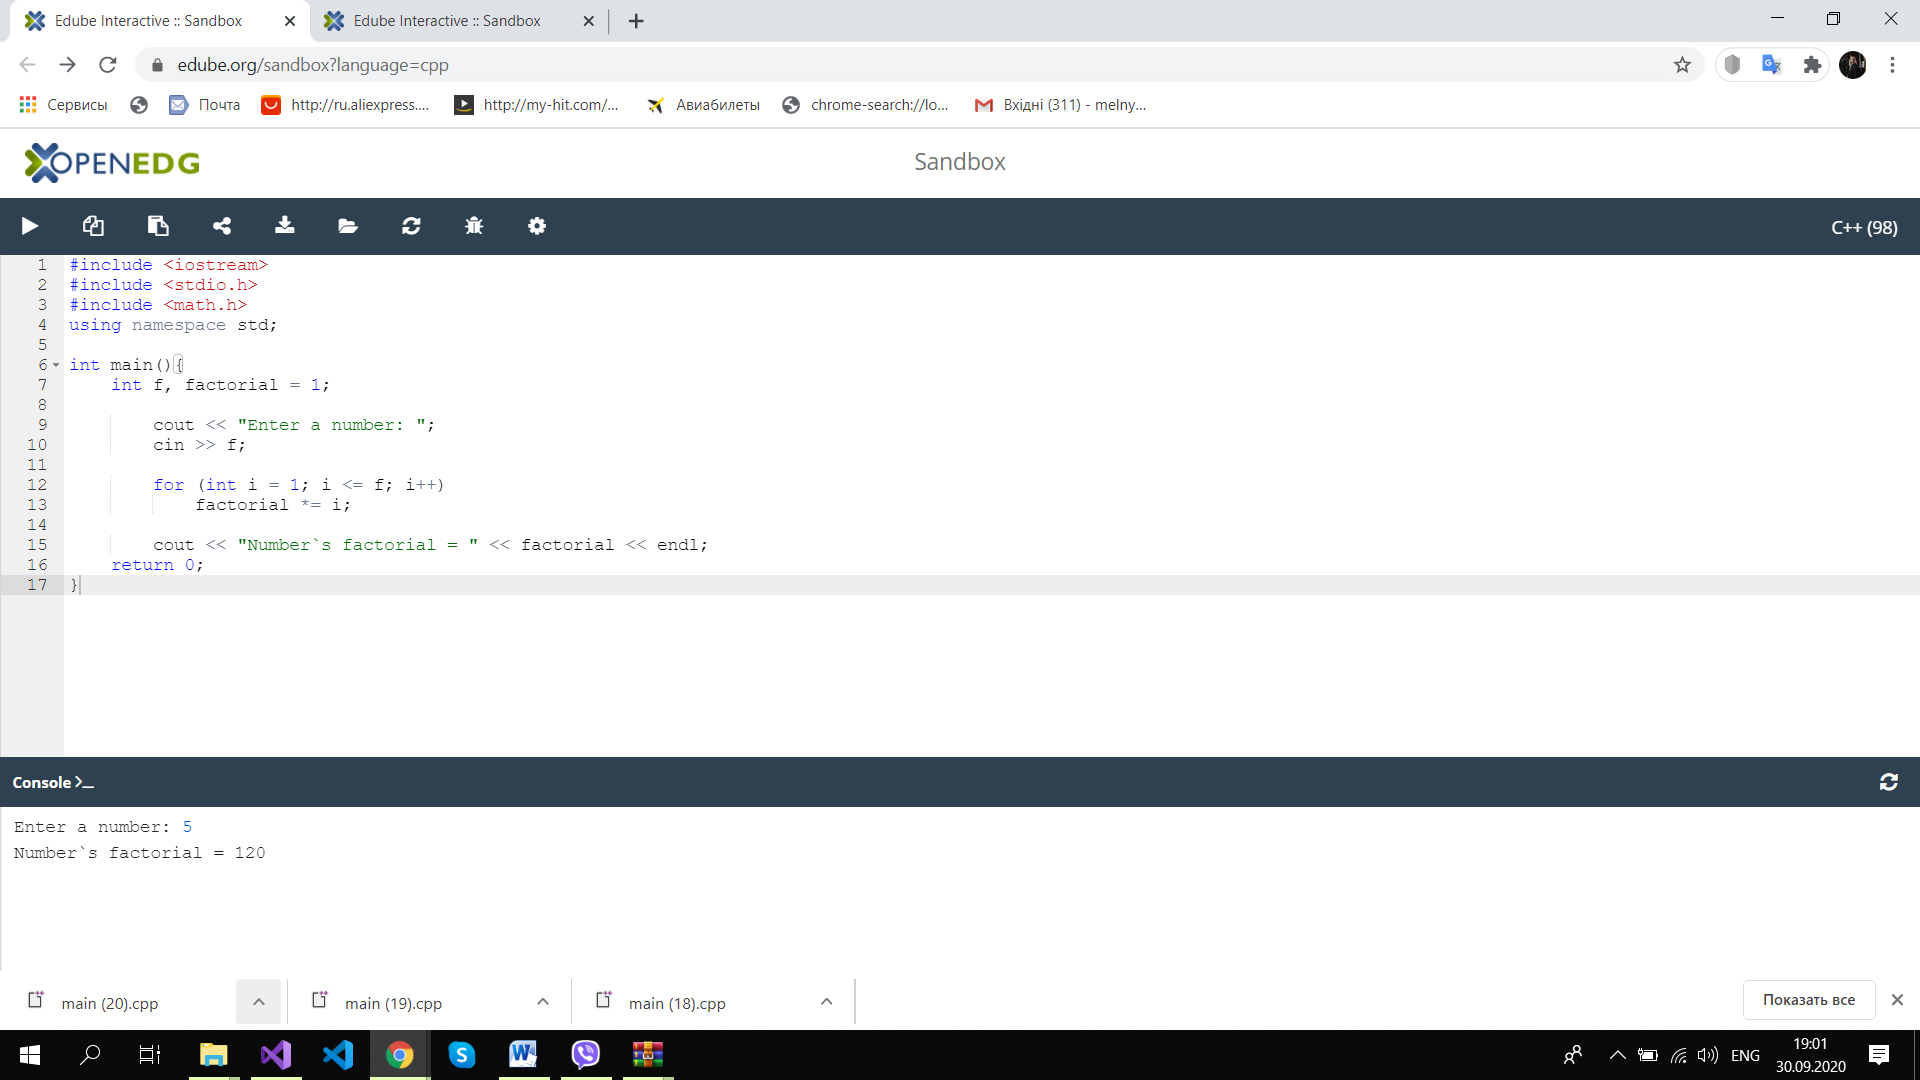 Edube Interactive :: Sandbox
Edube Interactive :: Sandbox
edube.org/sandbox?language=cpp
Сервисы
Почта
http://ru.aliexpress....
http://my-hit.com/...
Авиабилеты
chrome-search://lo...
Вхідні (311) - melny...
OPENEDG
Sandbox
C++ (98)
1 #include <iostream>
2 #include <stdio.h>
3 #include <math.h>
4 using namespace std;
5
6 int main(){
7     int f, factorial = 1;
8
9         cout << "Enter a number: ";
10         cin >> f;
11
12         for (int i = 1; i <= f; i++)
13             factorial *= i;
14
15         cout << "Number`s factorial = " << factorial << endl;
16     return 0;
17 }
Console
Enter a number: 5
Number`s factorial = 120
main (20).cpp
main (19).cpp
main (18).cpp
Показать все
ENG
19:01
30.09.2020